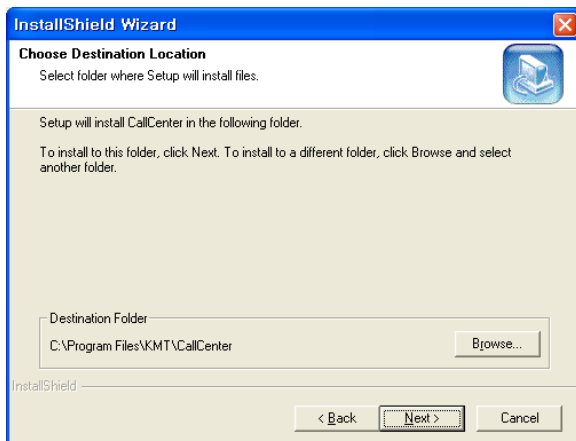 InstallShield Wizard
Choose Destination Location
Select folder where Setup will install files.
Setup will install CallCenter in the following folder.
To install to this folder, click Next. To install to a different folder, click Browse and select
another folder.
Destination Folder
C:\Program Files\KMT\CallCenter
Browse...
InstallShield
< Back
Next >
Cancel